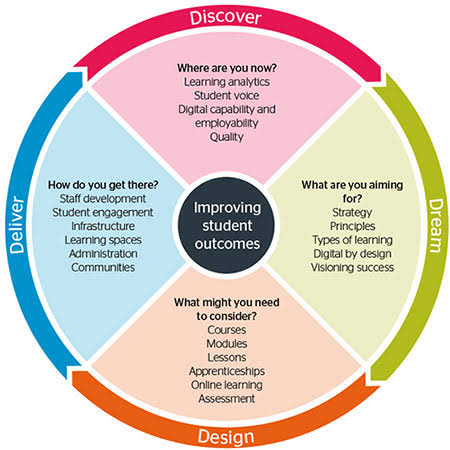 Discover
Where are you now?
Learning analytics
Student voice
Digital capability and
employability
Quality
Dream
What are you aiming
for?
Strategy
Principles
Types of learning
Digital by design
Visioning success
Design
What might you need
to consider?
Courses
Modules
Lessons
Apprenticeships
Online learning
Assessment
Deliver
How do you get there?
Staff development
Student engagement
Infrastructure
Learning spaces
Administration
Communities
Improving
student
outcomes